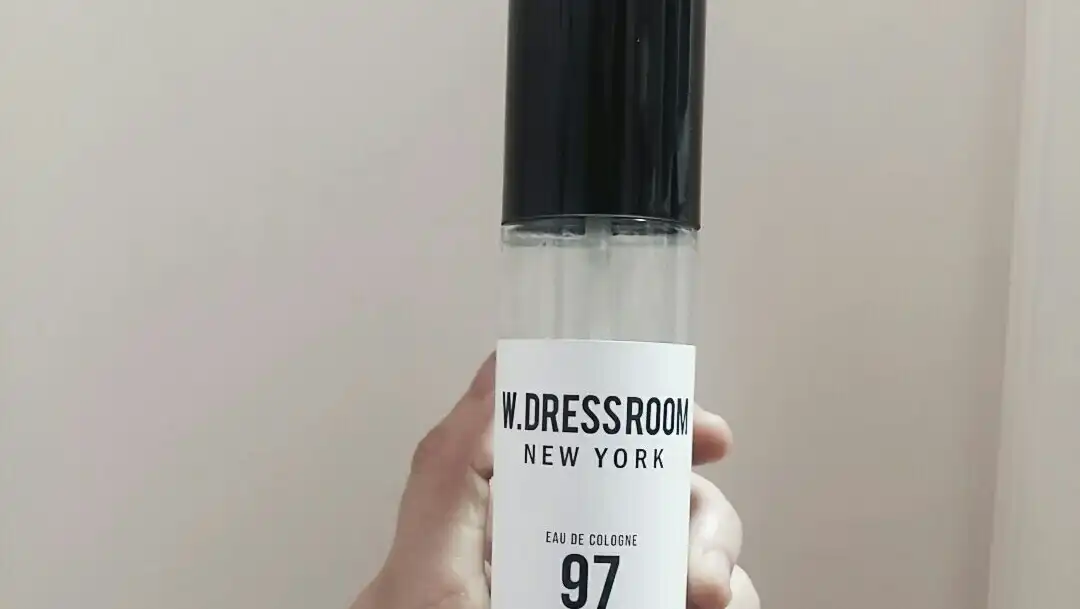 W.DRESSROOM
NEW YORK
EAU DE COLOGNE
97